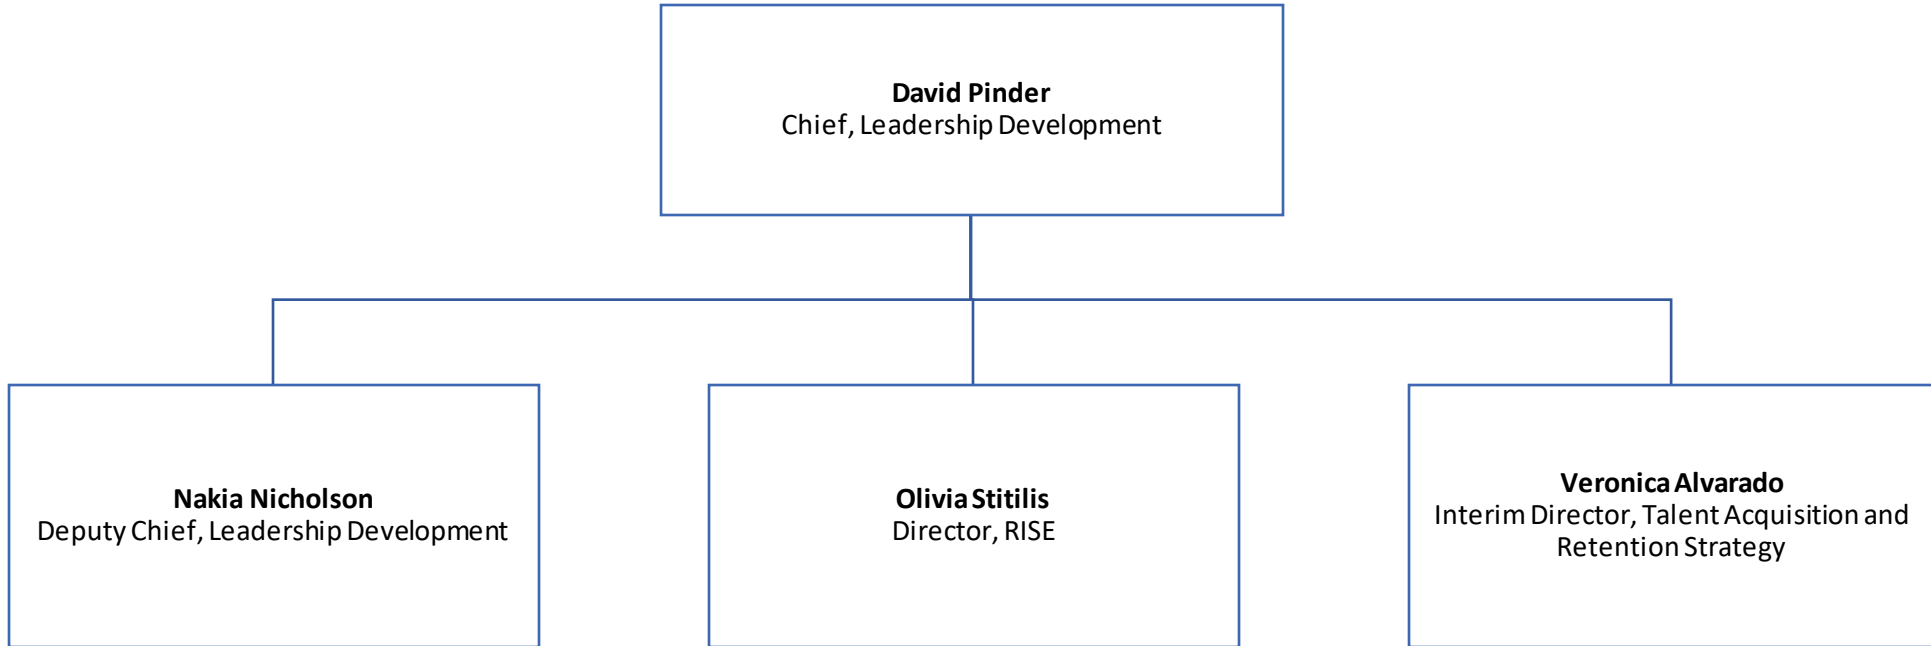 David Pinder
Chief, Leadership Development
Nakia Nicholson
Deputy Chief, Leadership Development
Olivia Stitilis
Director, RISE
Veronica Alvarado
Interim Director, Talent Acquisition and
Retention Strategy